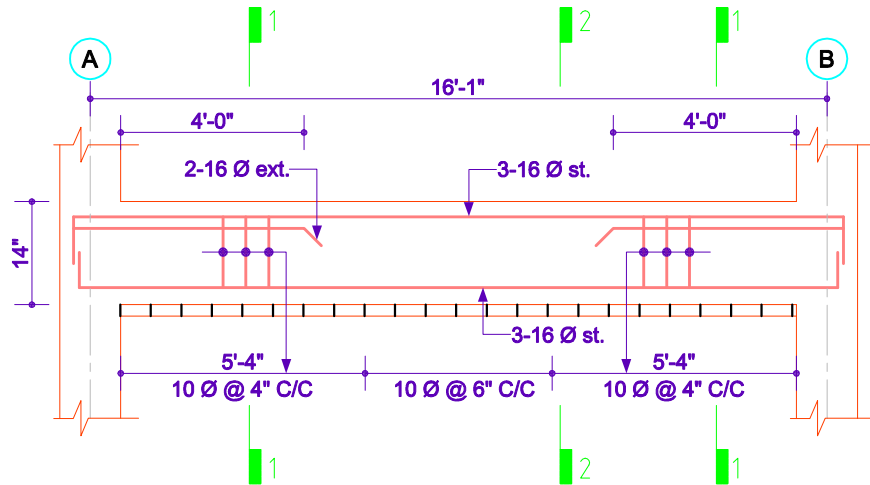 1
2
1
A
B
16'-1"
4'-0"
4'-0"
2-16 Ø ext.
3-16 Ø st.
14"
3-16 Ø st.
5'-4"
5'-4"
10 Ø @ 4" C/C
10 Ø @ 6" C/C
10 Ø @ 4" C/C
1
2
1